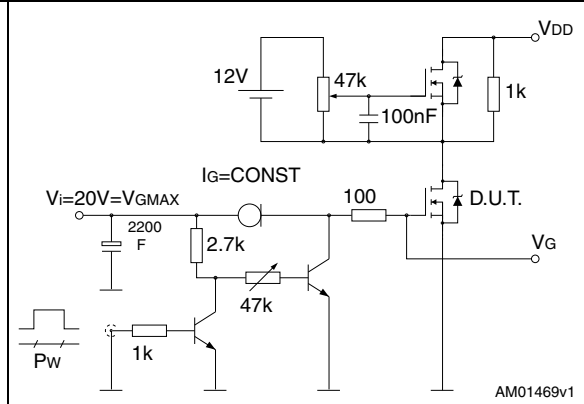 VDD
12V
47k
1k
100nF
IG=CONST
Vi=20V=VGMAX
100
D.U.T.
2200
F
2.7k
VG
47k
1k
PW
AM01469v1